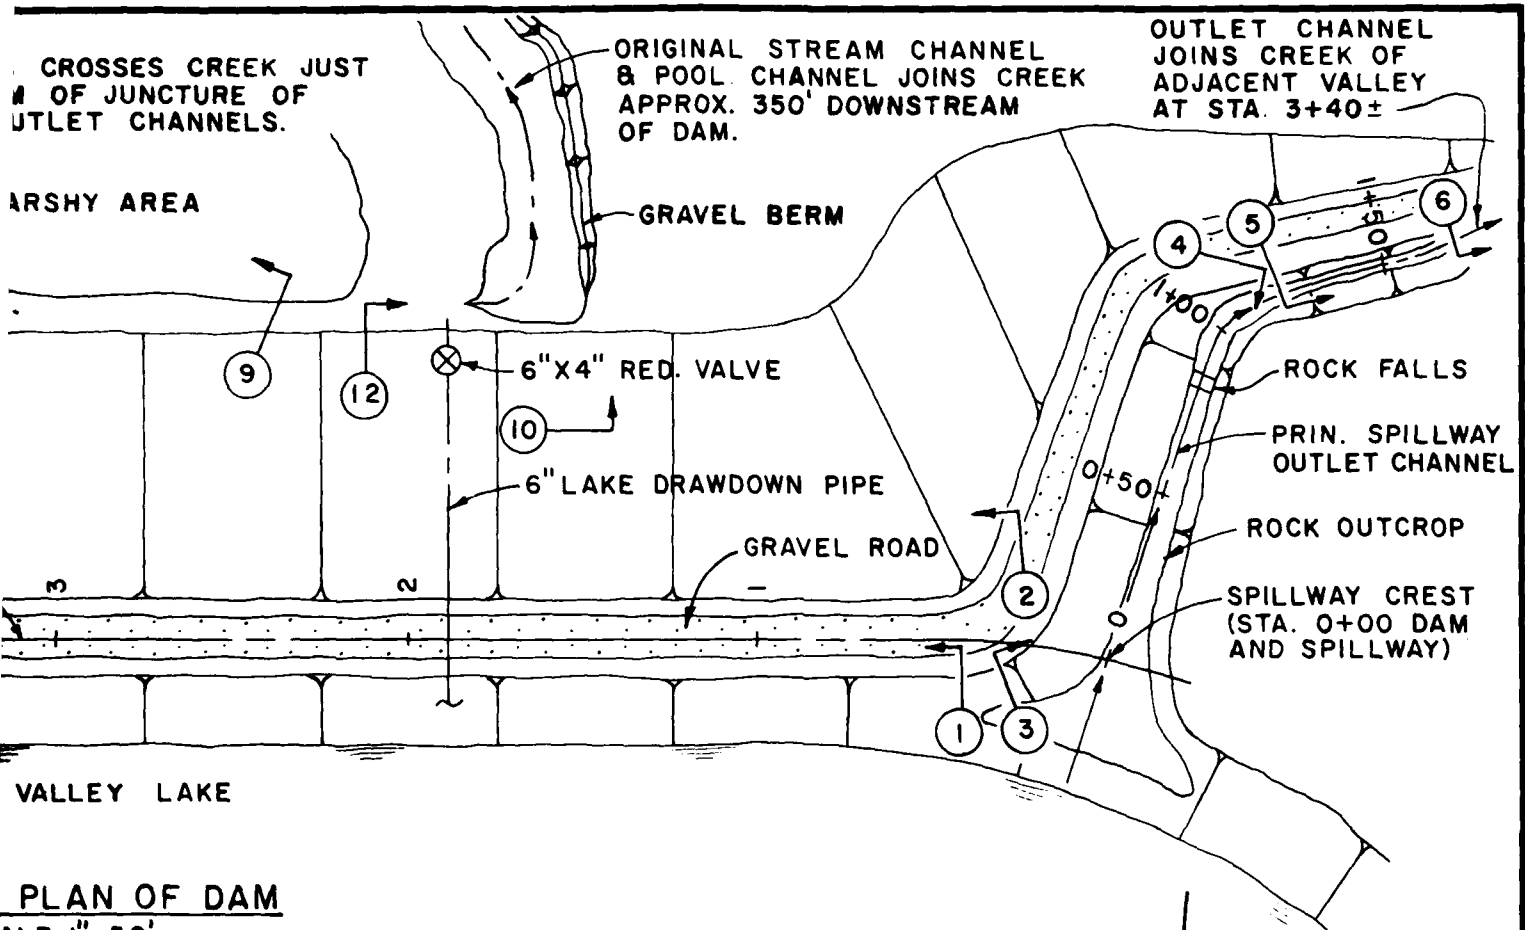 CROSSES CREEK JUST
OF JUNCTURE OF
UTLET CHANNELS.
ORIGINAL STREAM CHANNEL
& POOL. CHANNEL JOINS CREEK
APPROX. 350' DOWNSTREAM
OF DAM.
OUTLET CHANNEL
JOINS CREEK OF
ADJACENT VALLEY
AT STA. 3+40±
ARSHY AREA
GRAVEL BERM
1+50
6
5
4
1+00
9
12
6"X4" RED. VALVE
10
ROCK FALLS
PRIN. SPILLWAY
OUTLET CHANNEL
0+50
6" LAKE DRAWDOWN PIPE
ROCK OUTCROP
GRAVEL ROAD
3
2
1
2
0
SPILLWAY CREST
(STA. 0+00 DAM
AND SPILLWAY)
1
3
VALLEY LAKE
PLAN OF DAM